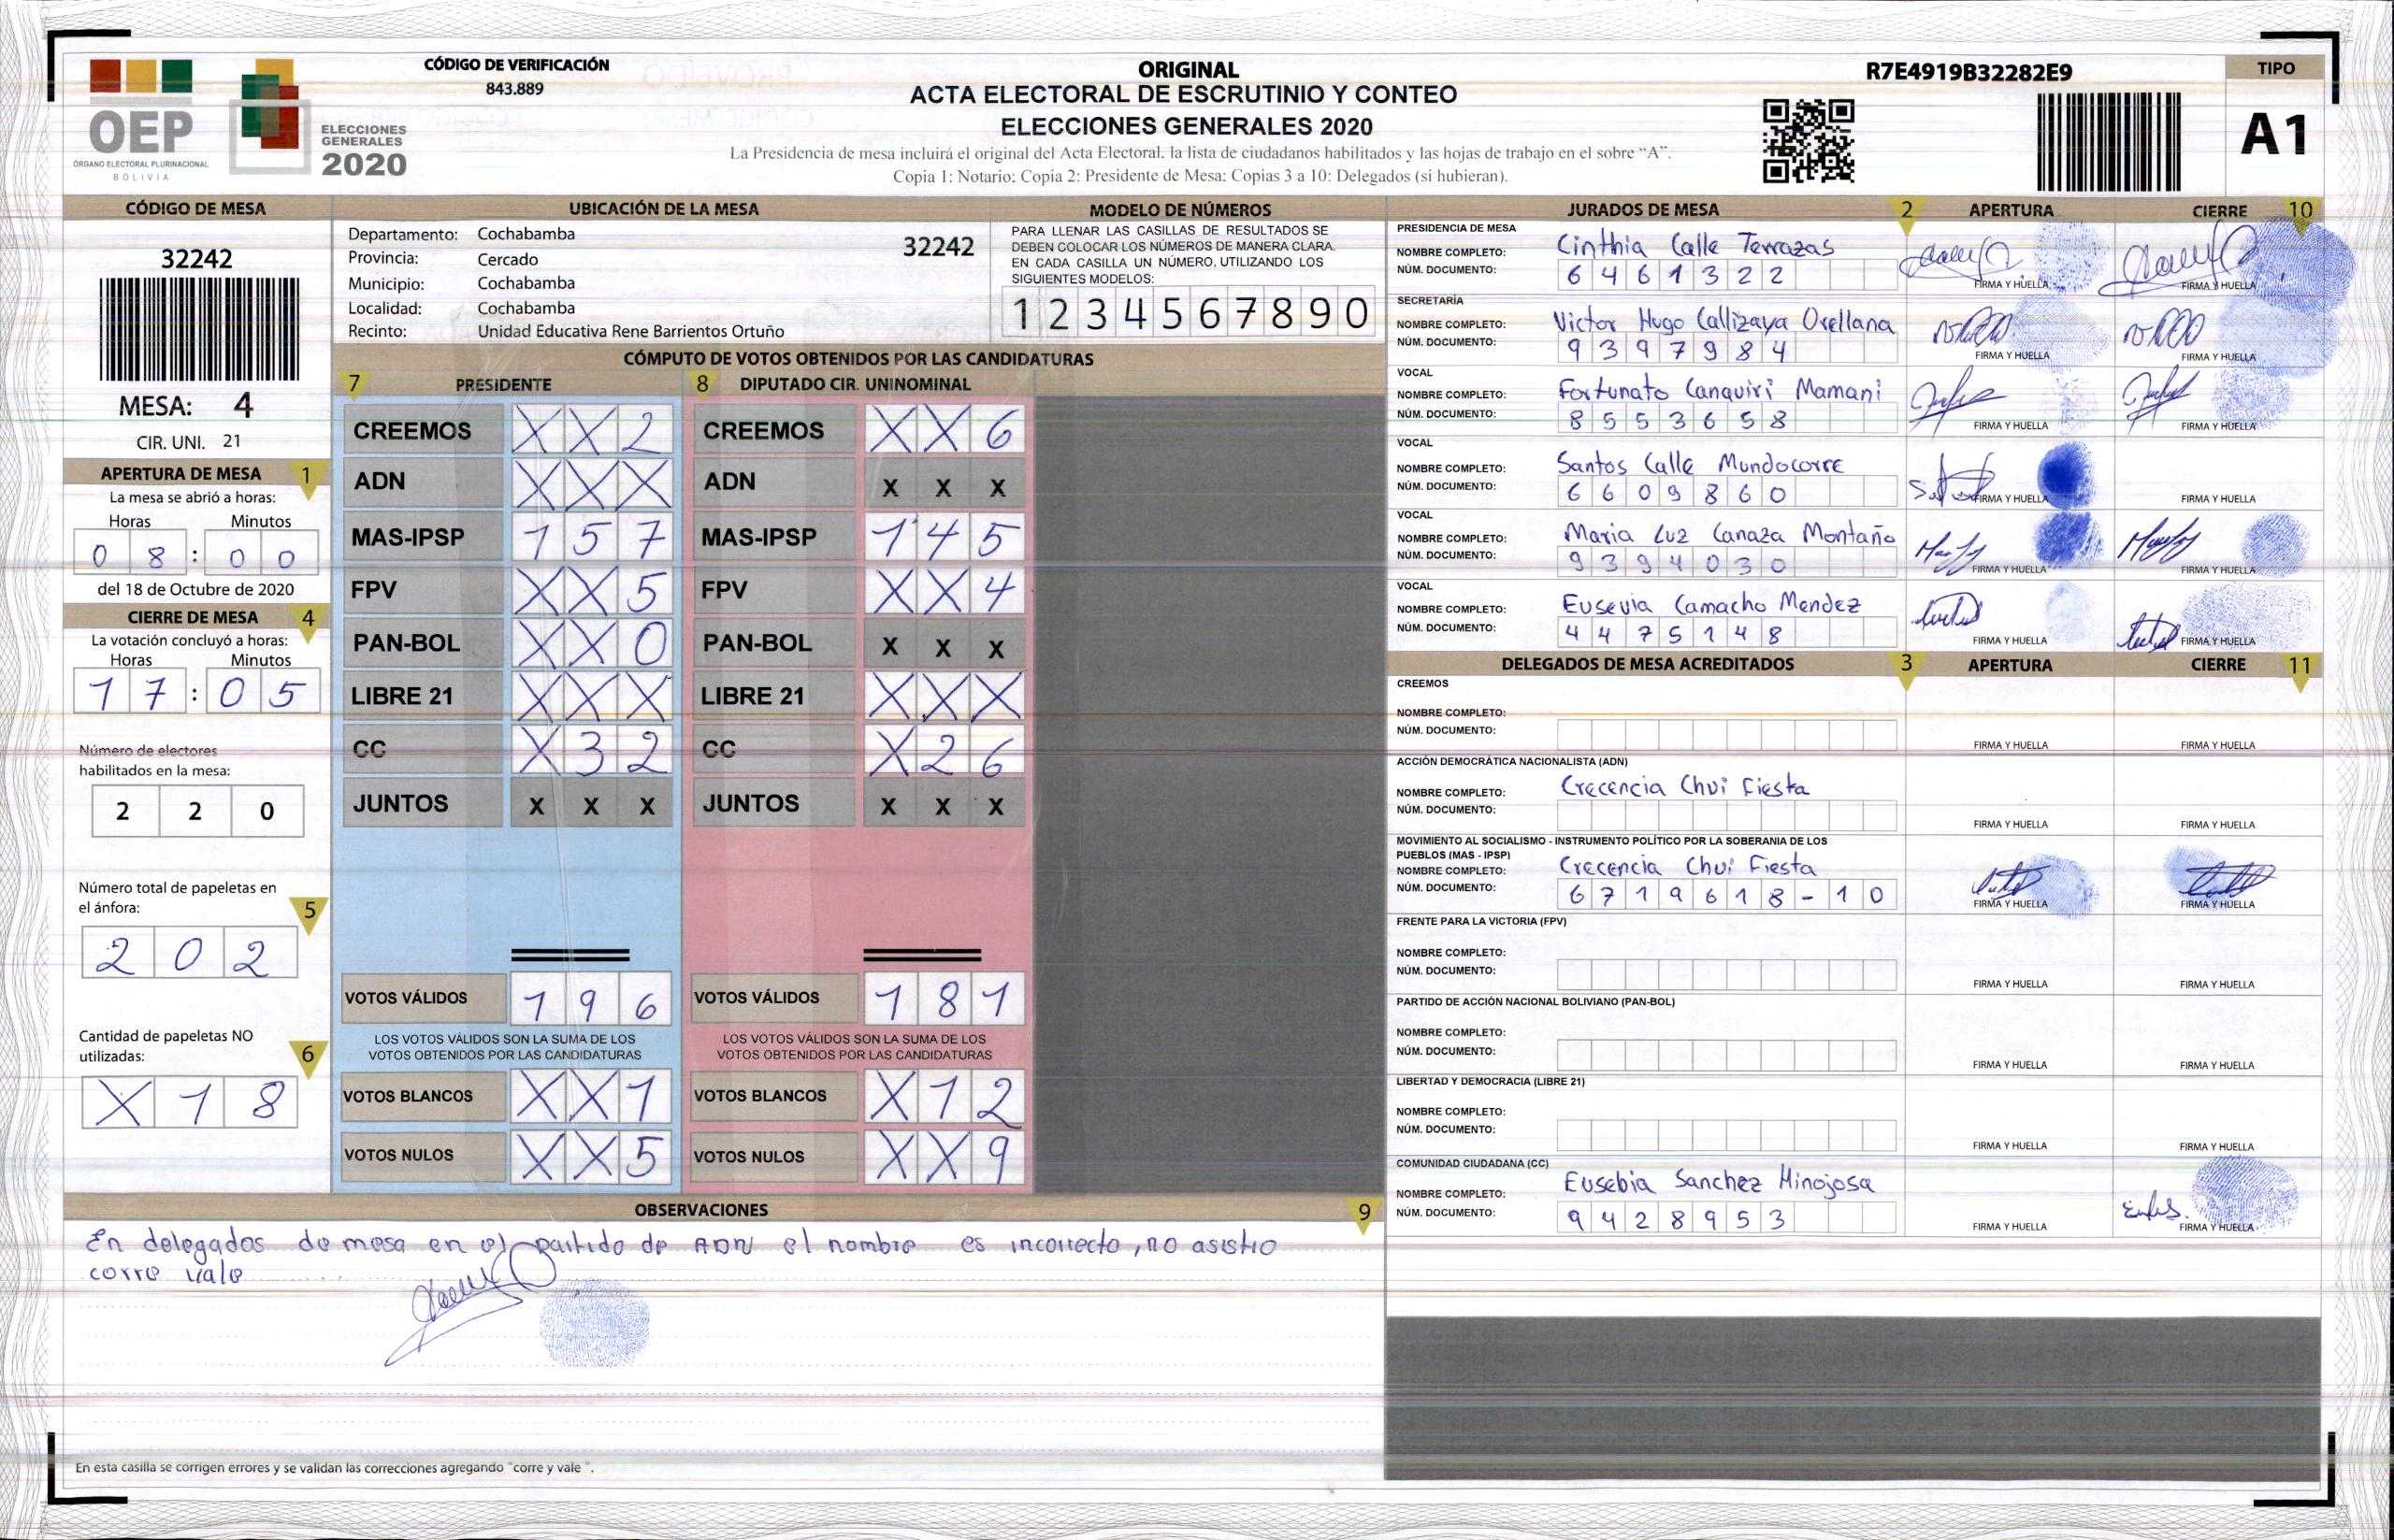 OEP
ÓRGANO ELECTORAL PLURINACIONAL
BOLIVIA
ELECCIONES
GENERALES
2020
CÓDIGO DE VERIFICACIÓN
843.889
ORIGINAL
ACTA ELECTORAL DE ESCRUTINIO Y CONTEO
ELECCIONES GENERALES 2020
La Presidencia de mesa incluirá el original del Acta Electoral, la lista de ciudadanos habilitados y las hojas de trabajo en el sobre “A”.
Copia 1: Notario; Copia 2: Presidente de Mesa; Copias 3 a 10: Delegados (si hubieran).
R7E4919B32282E9
TIPO
A1
CÓDIGO DE MESA
32242
MESA: 4
CIR. UNI. 21
APERTURA DE MESA 1
La mesa se abrió a horas:
Horas Minutos
0 8 : 0 0
del 18 de Octubre de 2020
CIERRE DE MESA 4
La votación concluyó a horas:
Horas Minutos
1 7 : 0 5
Número de electores
habilitados en la mesa:
2 2 0
Número total de papeletas en
el ánfora: 5
2 0 2
Cantidad de papeletas NO
utilizadas: 6
X 1 8
UBICACIÓN DE LA MESA
Departamento: Cochabamba
Provincia: Cercado
Municipio: Cochabamba
Localidad: Cochabamba
Recinto: Unidad Educativa Rene Barrientos Ortuño
32242
MODELO DE NÚMEROS
PARA LLENAR LAS CASILLAS DE RESULTADOS SE
DEBEN COLOCAR LOS NÚMEROS DE MANERA CLARA.
EN CADA CASILLA UN NÚMERO, UTILIZANDO LOS
SIGUIENTES MODELOS:
1 2 3 4 5 6 7 8 9 0
CÓMPUTO DE VOTOS OBTENIDOS POR LAS CANDIDATURAS
7 PRESIDENTE 8 DIPUTADO CIR. UNINOMINAL
CREEMOS X X 2 CREEMOS X X 6
ADN X X X ADN X X X
MAS-IPSP 1 5 7 MAS-IPSP 1 4 5
FPV X X 5 FPV X X 4
PAN-BOL X X 0 PAN-BOL X X X
LIBRE 21 X X X LIBRE 21 X X X
CC X 3 2 CC X 2 6
JUNTOS X X X JUNTOS X X X
VOTOS VÁLIDOS 1 9 6 VOTOS VÁLIDOS 1 8 1
LOS VOTOS VÁLIDOS SON LA SUMA DE LOS LOS VOTOS VÁLIDOS SON LA SUMA DE LOS
VOTOS OBTENIDOS POR LAS CANDIDATURAS VOTOS OBTENIDOS POR LAS CANDIDATURAS
VOTOS BLANCOS X X 1 VOTOS BLANCOS X 1 2
VOTOS NULOS X X 5 VOTOS NULOS X X 9
JURADOS DE MESA 2 APERTURA CIERRE 10
PRESIDENCIA DE MESA
NOMBRE COMPLETO: Cinthia Calle Terrazas
NÚM. DOCUMENTO: 6 4 6 1 3 2 2 FIRMA Y HUELLA FIRMA Y HUELLA
SECRETARÍA
NOMBRE COMPLETO: Victor Hugo Callizaya Orellana
NÚM. DOCUMENTO: 9 3 9 7 9 8 4 FIRMA Y HUELLA FIRMA Y HUELLA
VOCAL
NOMBRE COMPLETO: Fortunato Canquiri Mamani
NÚM. DOCUMENTO: 8 5 5 3 6 5 8 FIRMA Y HUELLA FIRMA Y HUELLA
VOCAL
NOMBRE COMPLETO: Santos Calle Mundocorre
NÚM. DOCUMENTO: 6 6 0 9 8 6 0 FIRMA Y HUELLA FIRMA Y HUELLA
VOCAL
NOMBRE COMPLETO: Maria Luz Canaza Montaño
NÚM. DOCUMENTO: 9 3 9 4 0 3 0 FIRMA Y HUELLA FIRMA Y HUELLA
VOCAL
NOMBRE COMPLETO: Eusevia Camacho Mendez
NÚM. DOCUMENTO: 4 4 7 5 1 4 8 FIRMA Y HUELLA FIRMA Y HUELLA
DELEGADOS DE MESA ACREDITADOS 3 APERTURA CIERRE 11
CREEMOS
NOMBRE COMPLETO:
NÚM. DOCUMENTO: FIRMA Y HUELLA FIRMA Y HUELLA
ACCIÓN DEMOCRÁTICA NACIONALISTA (ADN)
NOMBRE COMPLETO: Crecencia Chui Fiesta
NÚM. DOCUMENTO: FIRMA Y HUELLA FIRMA Y HUELLA
MOVIMIENTO AL SOCIALISMO - INSTRUMENTO POLÍTICO POR LA SOBERANIA DE LOS
PUEBLOS (MAS - IPSP)
NOMBRE COMPLETO: Crecencia Chui Fiesta
NÚM. DOCUMENTO: 6 7 1 9 6 1 8 - 1 0 FIRMA Y HUELLA FIRMA Y HUELLA
FRENTE PARA LA VICTORIA (FPV)
NOMBRE COMPLETO:
NÚM. DOCUMENTO: FIRMA Y HUELLA FIRMA Y HUELLA
PARTIDO DE ACCIÓN NACIONAL BOLIVIANO (PAN-BOL)
NOMBRE COMPLETO:
NÚM. DOCUMENTO: FIRMA Y HUELLA FIRMA Y HUELLA
LIBERTAD Y DEMOCRACIA (LIBRE 21)
NOMBRE COMPLETO:
NÚM. DOCUMENTO: FIRMA Y HUELLA FIRMA Y HUELLA
COMUNIDAD CIUDADANA (CC)
NOMBRE COMPLETO: Eusebia Sanchez Hinojosa
NÚM. DOCUMENTO: 9 4 2 8 9 5 3 FIRMA Y HUELLA FIRMA Y HUELLA
OBSERVACIONES 9
En delegados de mesa en el partido de ADN el nombre es incorrecto, no asistio
corre vale
En esta casilla se corrigen errores y se validan las correcciones agregando “corre y vale ”.